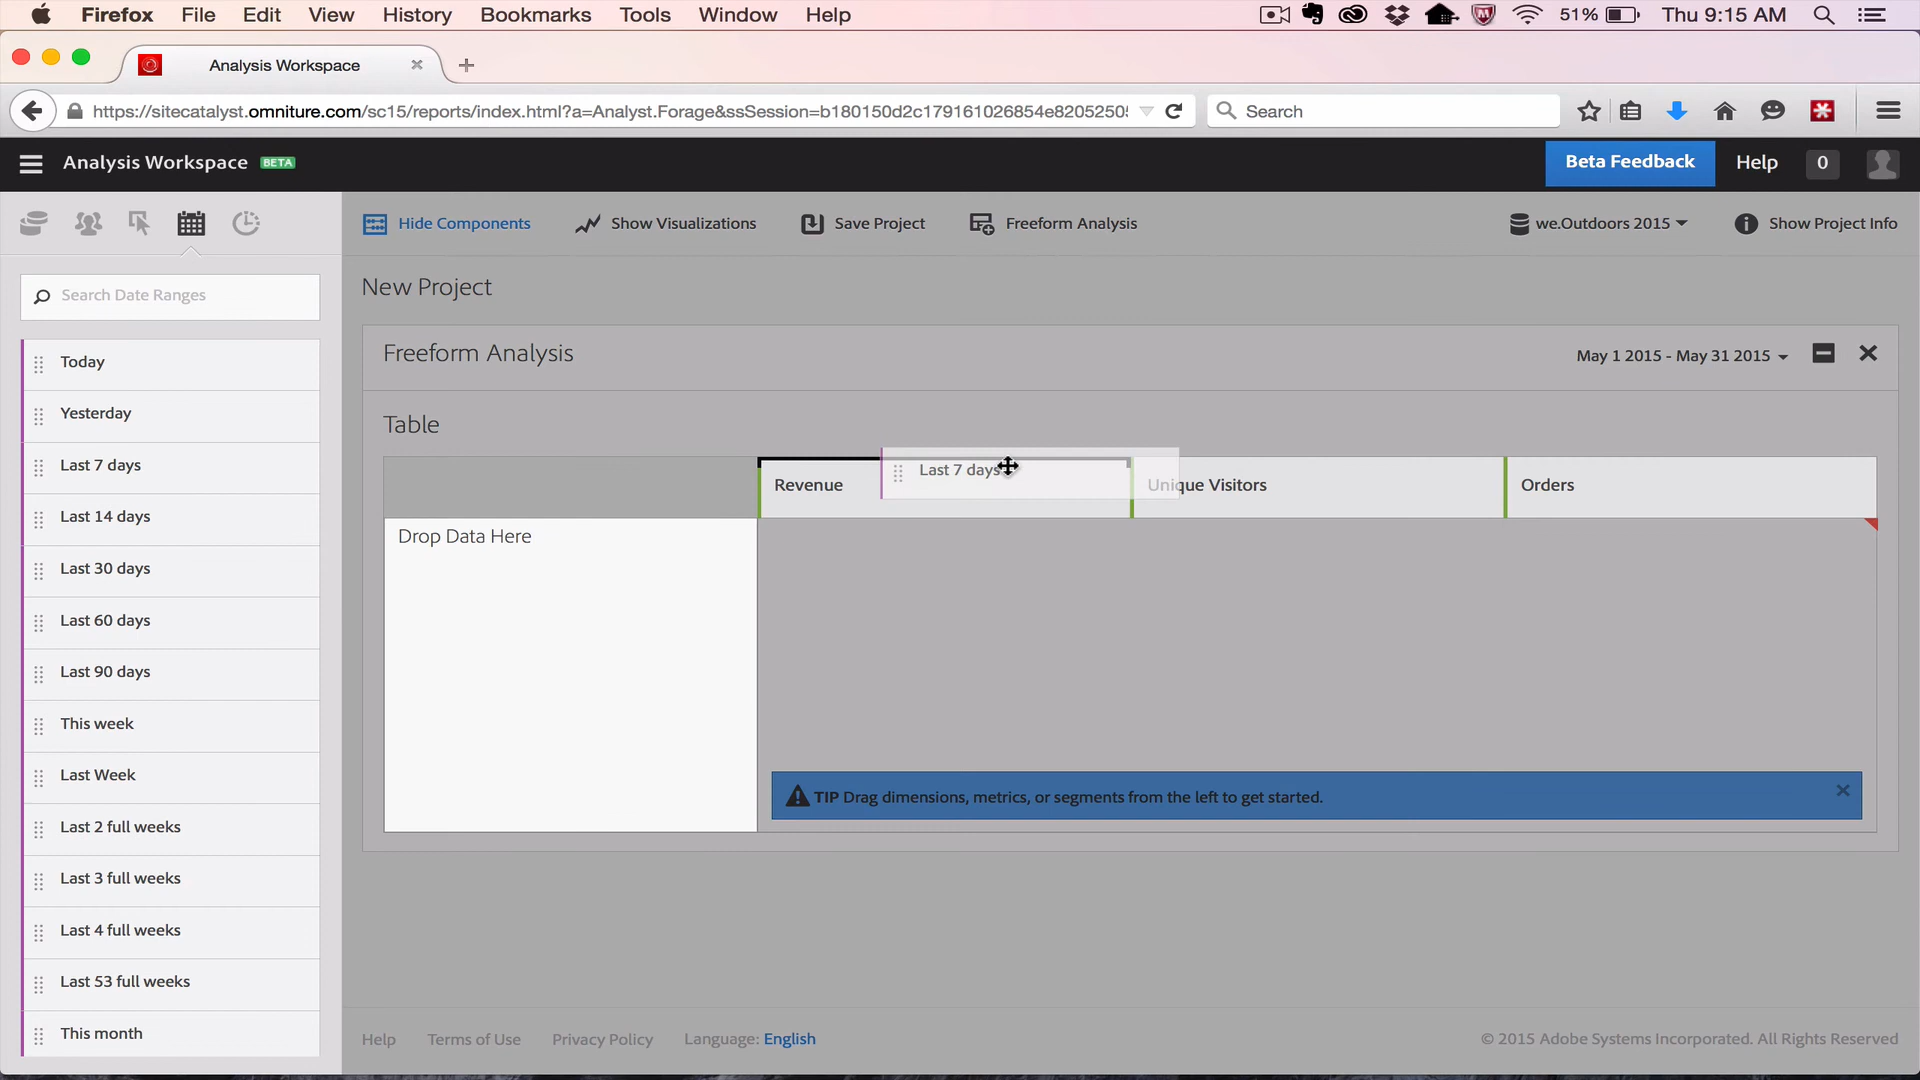 Firefox File Edit View History Bookmarks Tools Window Help 51% Thu 9:15 AM
Analysis Workspace
https://sitecatalyst.omniture.com/sc15/reports/index.html?a=Analyst.Forage&ssSession=b180150d2c179161026854e82052505 Search
Analysis Workspace BETA Beta Feedback Help 0
Hide Components Show Visualizations Save Project Freeform Analysis we.Outdoors 2015 Show Project Info
Search Date Ranges
Today
Yesterday
Last 7 days
Last 14 days
Last 30 days
Last 60 days
Last 90 days
This week
Last Week
Last 2 full weeks
Last 3 full weeks
Last 4 full weeks
Last 53 full weeks
This month
New Project
Freeform Analysis May 1 2015 - May 31 2015
Table
Last 7 days
Revenue Unique Visitors Orders
Drop Data Here
TIP Drag dimensions, metrics, or segments from the left to get started.
Help Terms of Use Privacy Policy Language: English © 2015 Adobe Systems Incorporated. All Rights Reserved